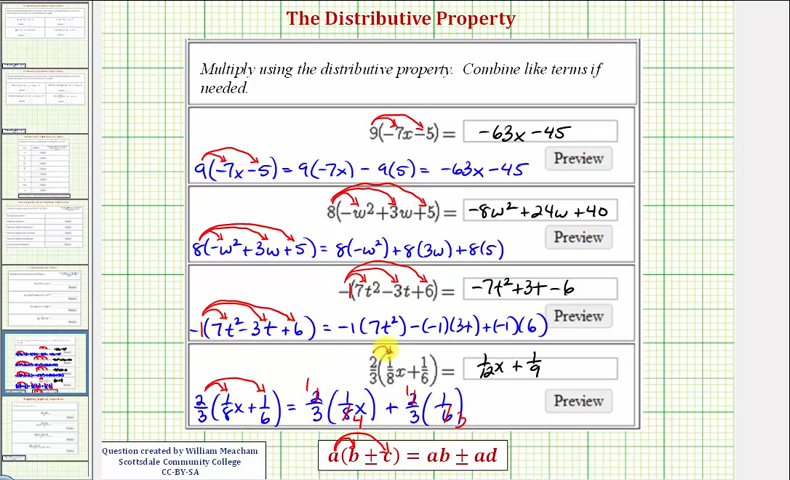 The Distributive Property
Multiply using the distributive property. Combine like terms if
needed.
9(−7x−5)= −63x −45
9(−7x−5) = 9(−7x) − 9(5) = −63x −45
Preview
8(−w²+3w+5)= −8w² + 24w + 40
8(−w² + 3w + 5) = 8(−w²) + 8(3w) + 8(5)
Preview
−1(7t²−3t+6)= −7t² + 3t − 6
−1(7t² − 3t + 6) = −1(7t²) − (−1)(3t) + (−1)(6)
Preview
2/3(1/8x+1/6)= 1/12x + 1/9
2/3(1/8x + 1/6) = 2/3(1/8x) + 2/3(1/6)
1 4 1 3
Preview
Question created by William Meacham
Scottsdale Community College
CC-BY-SA
a(b ± c) = ab ± ad